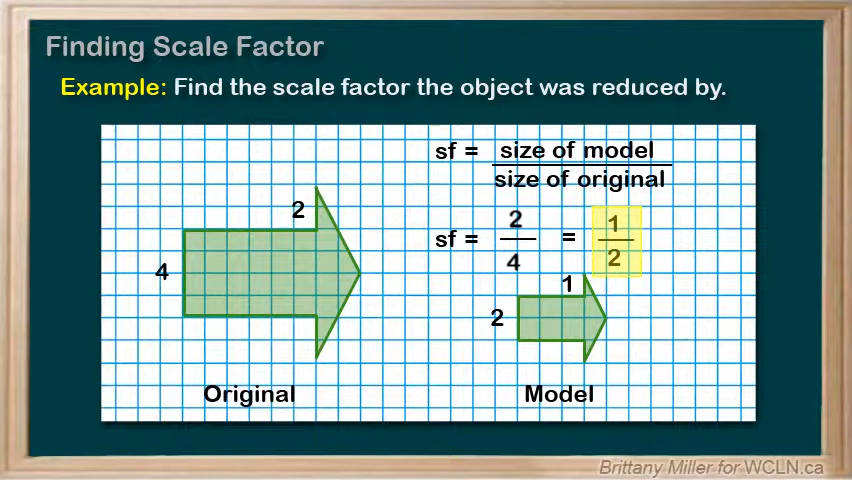 Finding Scale Factor
Example: Find the scale factor the object was reduced by.
sf = size of model
size of original
2
sf = 2/4 = 1/2
4
1
2
Original
Model
Brittany Miller for WCLN.ca